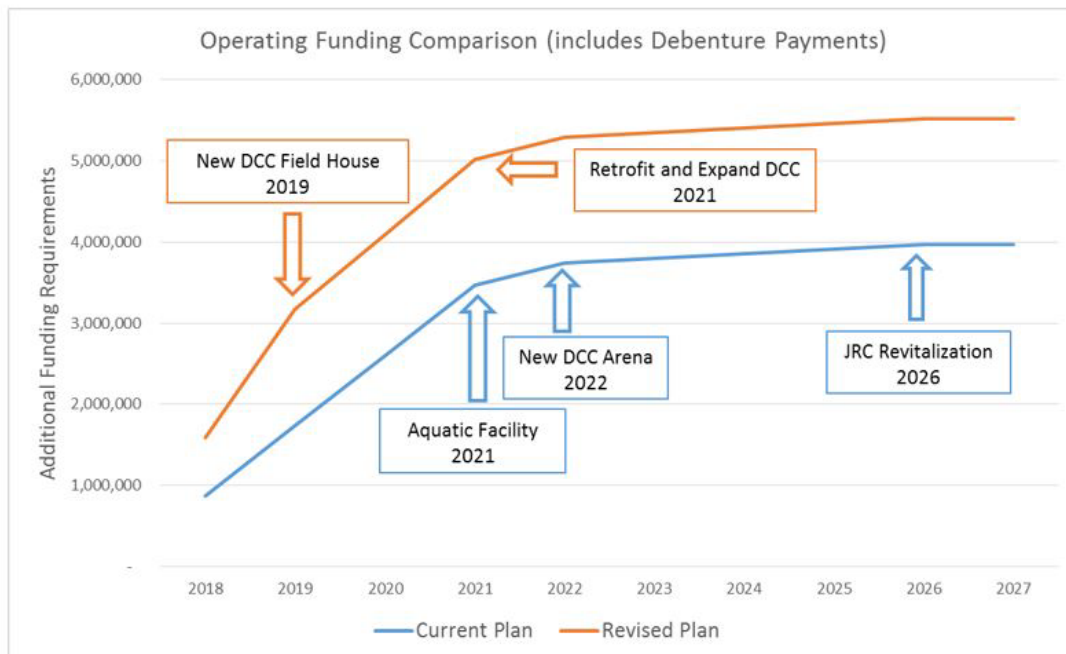 Operating Funding Comparison (includes Debenture Payments)
Additional Funding Requirements
6,000,000
5,000,000
4,000,000
3,000,000
2,000,000
1,000,000
-
New DCC Field House
2019
Retrofit and Expand DCC
2021
New DCC Arena
2022
JRC Revitalization
2026
Aquatic Facility
2021
2018 2019 2020 2021 2022 2023 2024 2025 2026 2027
Current Plan Revised Plan